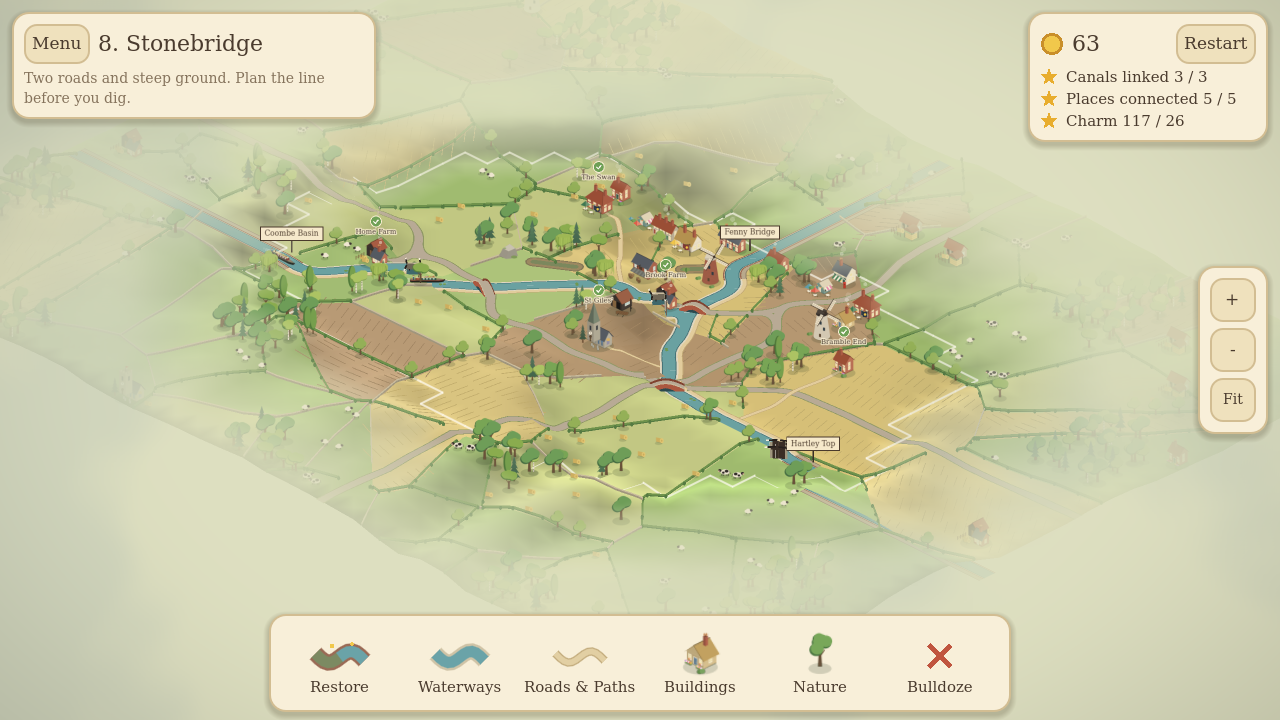 Menu
8. Stonebridge
Two roads and steep ground. Plan the line
before you dig.
63
Restart
Canals linked 3 / 3
Places connected 5 / 5
Charm 117 / 26
The Swan
Home Farm
Coombe Basin
Fenny Bridge
Brook Farm
St Giles
Bramble End
Hartley Top
+
-
Fit
Restore
Waterways
Roads & Paths
Buildings
Nature
Bulldoze